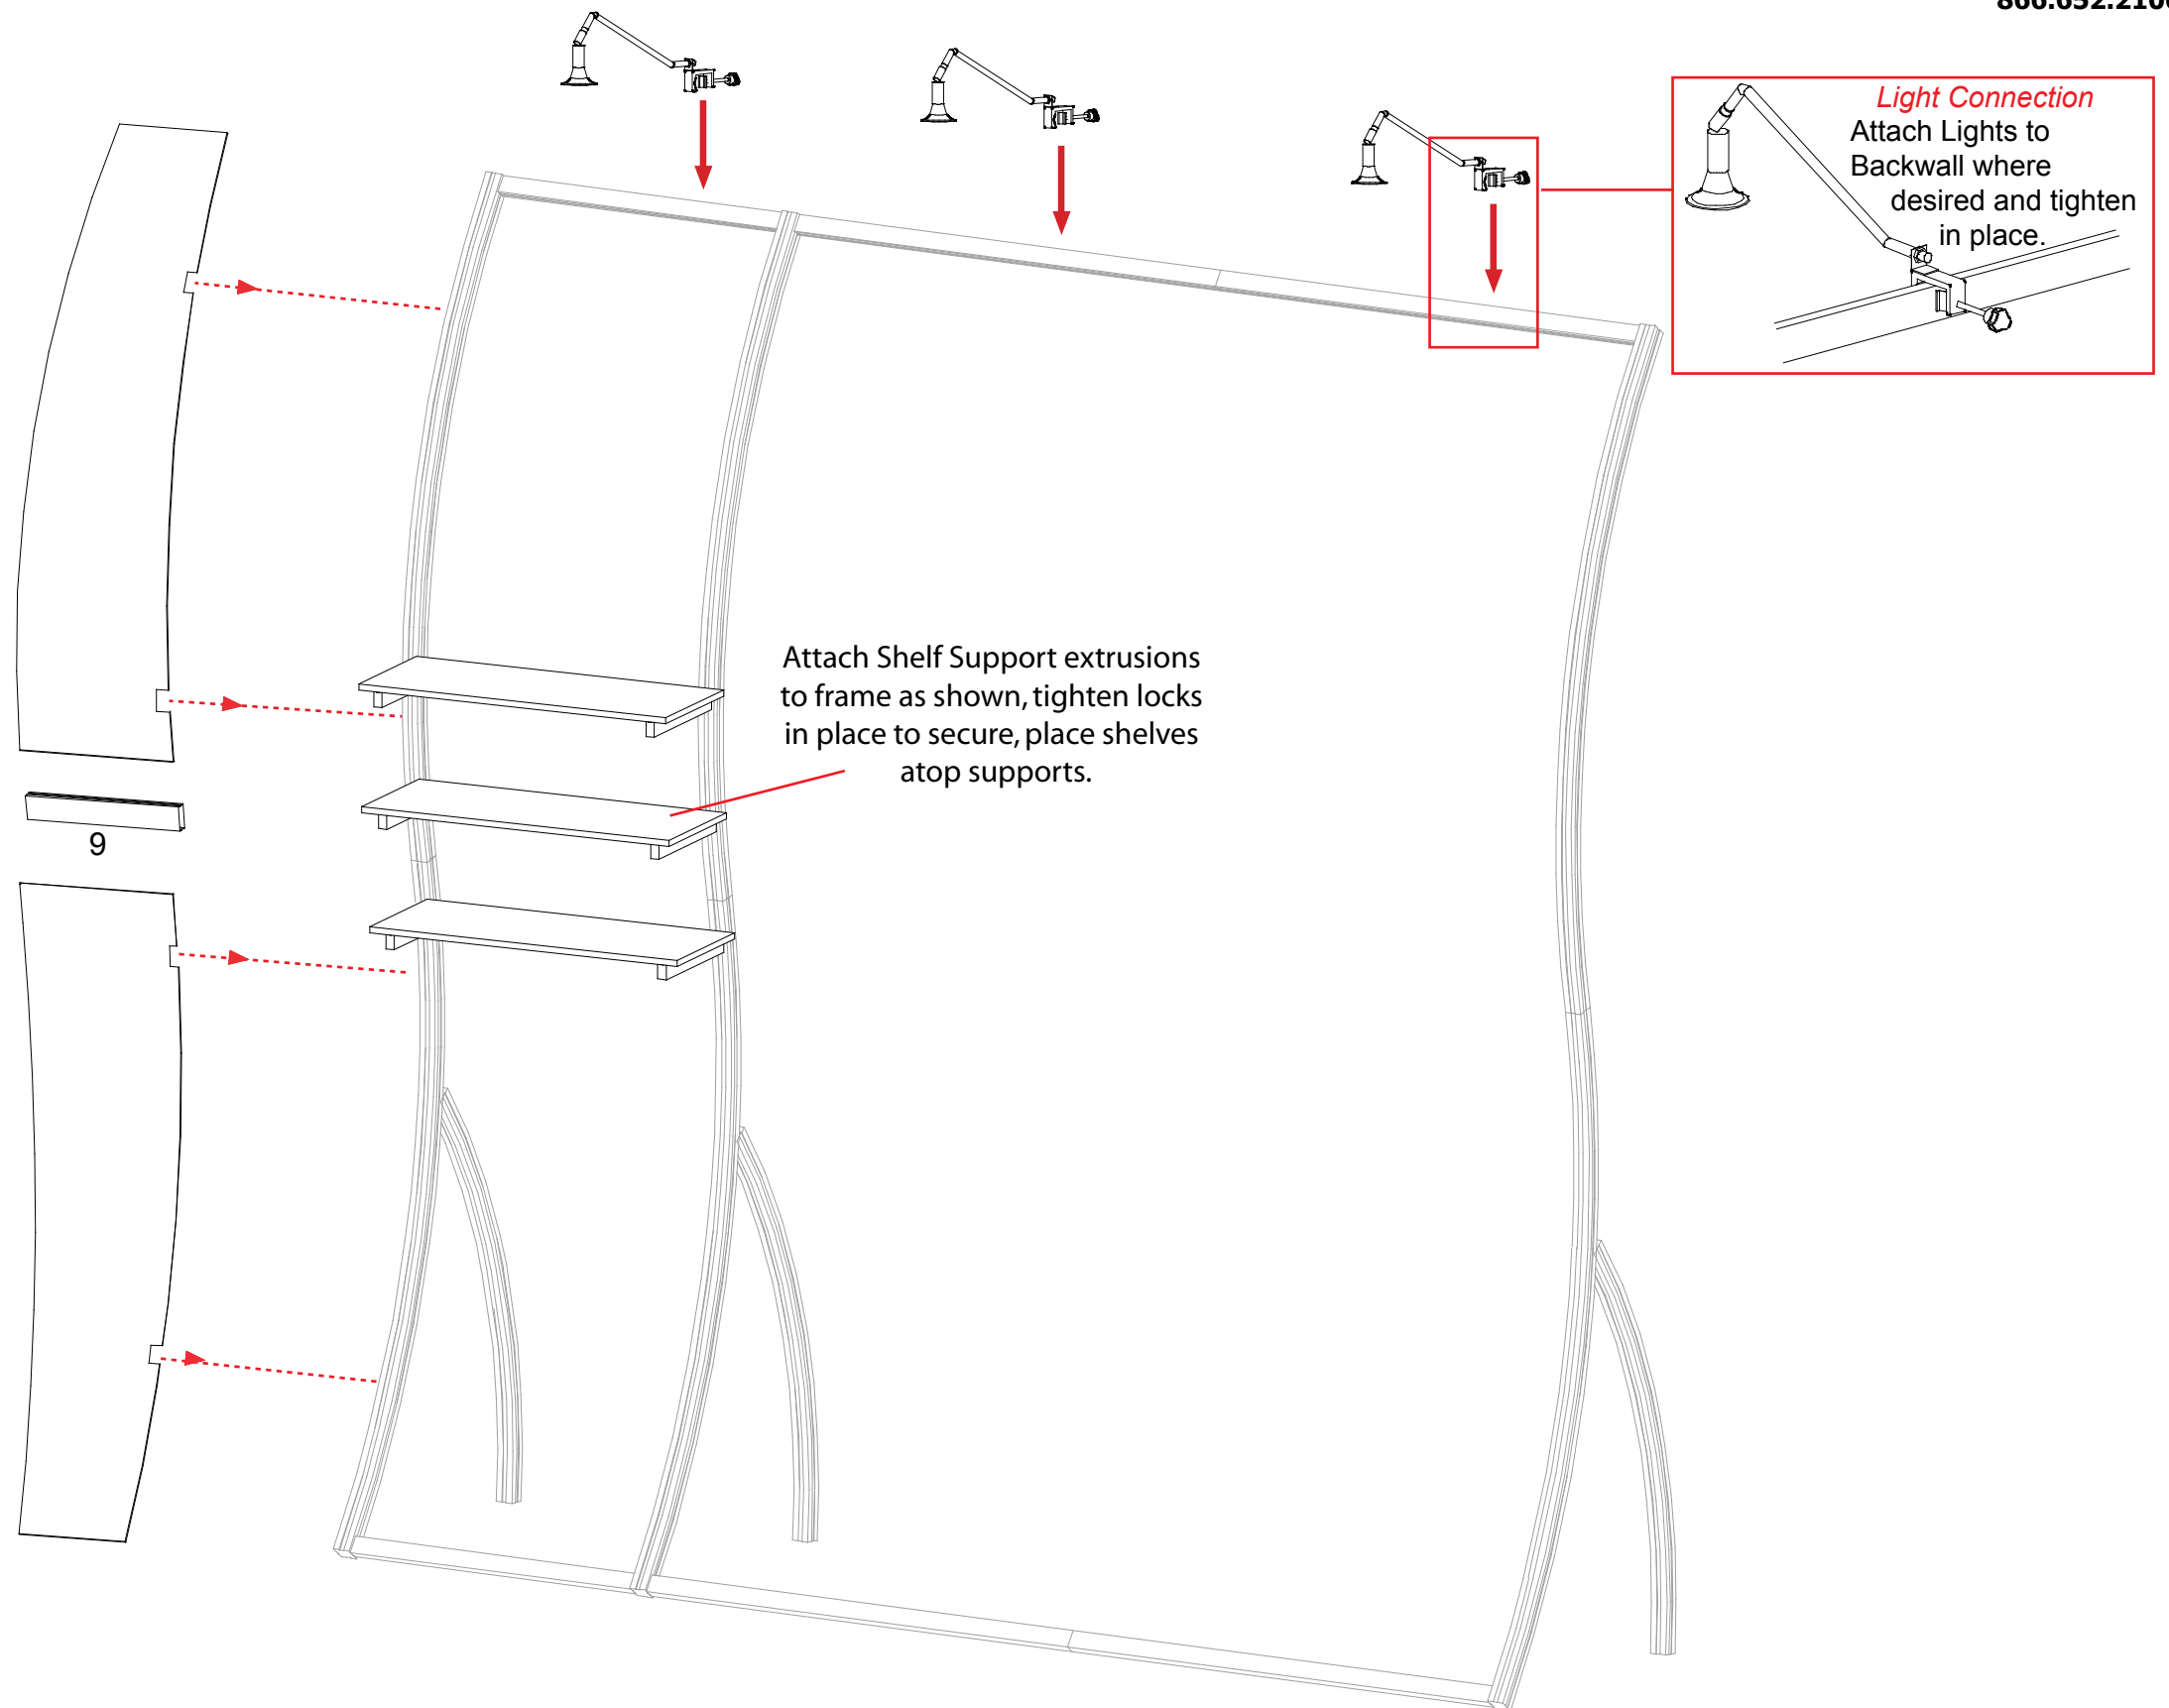 Light Connection
Attach Lights to
Backwall where
desired and tighten
in place.
Attach Shelf Support extrusions
to frame as shown, tighten locks
in place to secure, place shelves
atop supports.
9